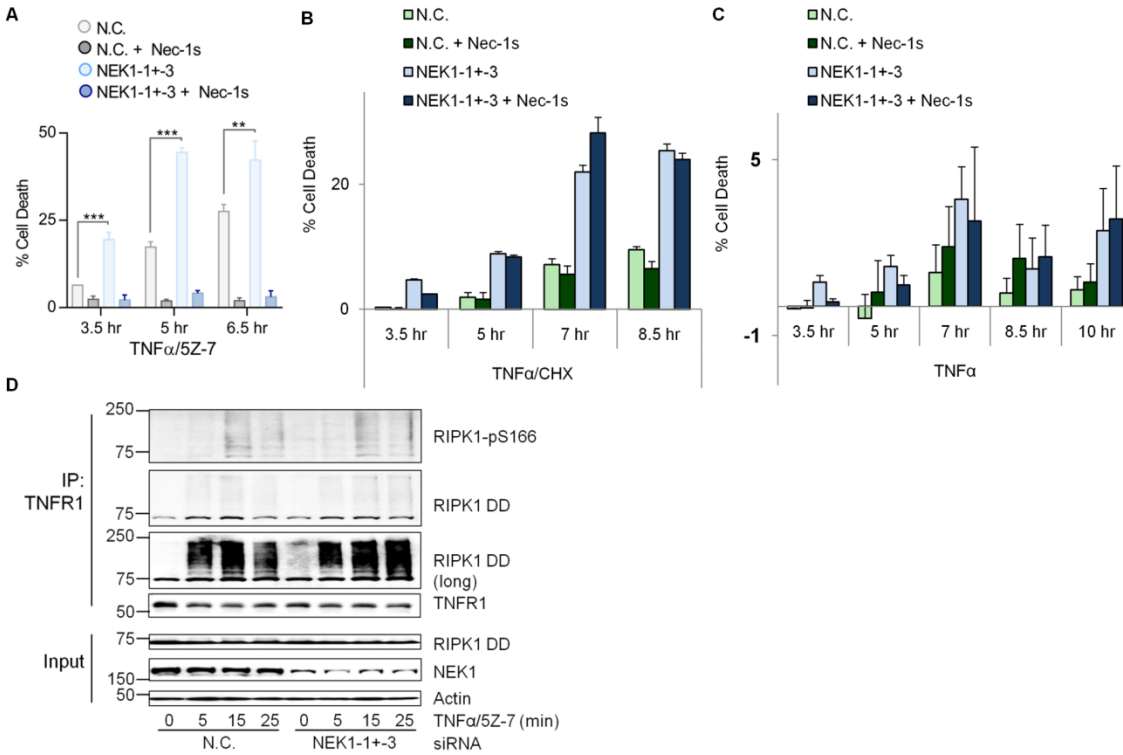 A
N.C.
N.C. + Nec-1s
NEK1-1+-3
NEK1-1+-3 + Nec-1s
50
25
0
% Cell Death
***
***
**
3.5 hr 5 hr 6.5 hr
TNFα/5Z-7
B
N.C.
N.C. + Nec-1s
NEK1-1+-3
NEK1-1+-3 + Nec-1s
% Cell Death
20
0
3.5 hr 5 hr 7 hr 8.5 hr
TNFα/CHX
C
N.C.
N.C. + Nec-1s
NEK1-1+-3
NEK1-1+-3 + Nec-1s
% Cell Death
5
-1
3.5 hr 5 hr 7 hr 8.5 hr 10 hr
TNFα
D
IP:
TNFR1
250
75
RIPK1-pS166
75
RIPK1 DD
250
75
RIPK1 DD
(long)
50
TNFR1
Input
75
RIPK1 DD
150
NEK1
50
Actin
0 5 15 25 0 5 15 25 TNFα/5Z-7 (min)
N.C. NEK1-1+-3 siRNA